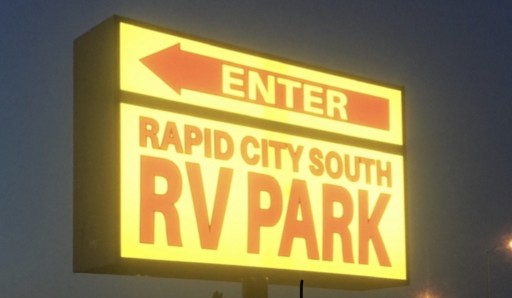 ENTER
RAPID CITY SOUTH
RV PARK